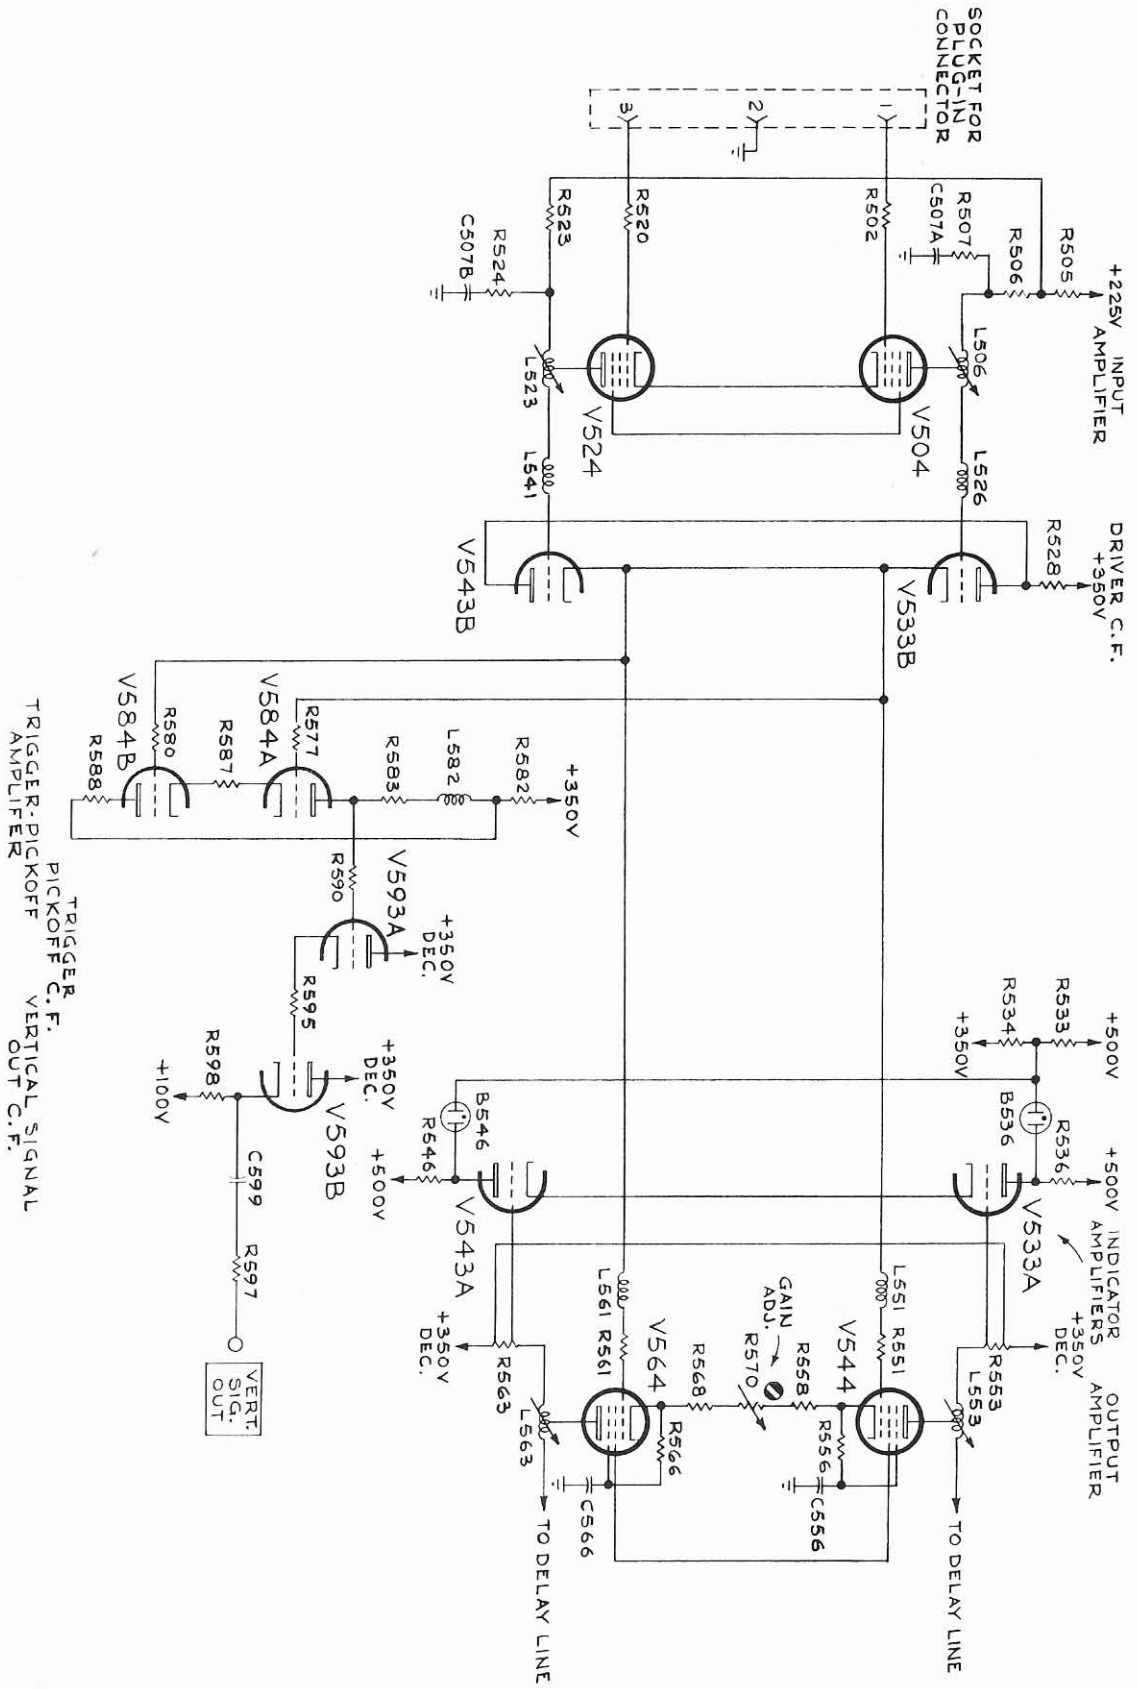 SOCKET FOR
PLUG-IN
CONNECTOR
1
2
3
+225V
INPUT
AMPLIFIER
R505
R506
R507
C507A
R502
R520
R523
R524
C507B
L506
V504
V524
L523
L526
L541
DRIVER C.F.
+350V
R528
V533B
V543B
+350V
R582
L582
R583
R577
V584A
R587
R580
V584B
R588
V593A
R590
+350V
DEC.
R595
+350V
DEC.
V593B
R598
+100V
C599
R597
VERT.
SIG.
OUT
TRIGGER-PICKOFF
AMPLIFER
TRIGGER
PICKOFF C.F.
VERTICAL SIGNAL
OUT C.F.
+500V
R533
R534
+350V
B536
R536
+500V
V533A
INDICATOR
AMPLIFIERS
B546
R546
+500V
V543A
+350V
DEC.
R553
L553
OUTPUT
AMPLIFIER
L551
R551
V544
GAIN
ADJ.
R558
R570
R568
R556
C556
V564
L561
R561
R566
C566
+350V
DEC.
R563
L563
TO DELAY LINE
TO DELAY LINE